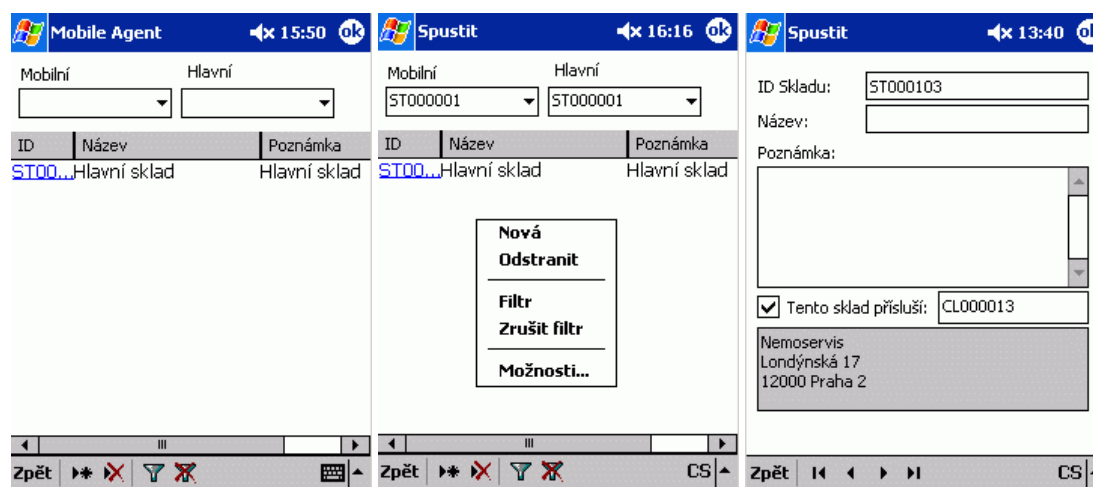 Mobile Agent 15:50 ok
Mobilní Hlavní
ID Název Poznámka
ST00... Hlavní sklad Hlavní sklad
Zpět
Spustit 16:16 ok
Mobilní Hlavní
ST000001 ST000001
ID Název Poznámka
ST00... Hlavní sklad Hlavní sklad
Nová
Odstranit
Filtr
Zrušit filtr
Možnosti...
Zpět CS
Spustit 13:40 ok
ID Skladu: ST000103
Název:
Poznámka:
Tento sklad přísluší: CL000013
Nemoservis
Londýnská 17
12000 Praha 2
Zpět CS